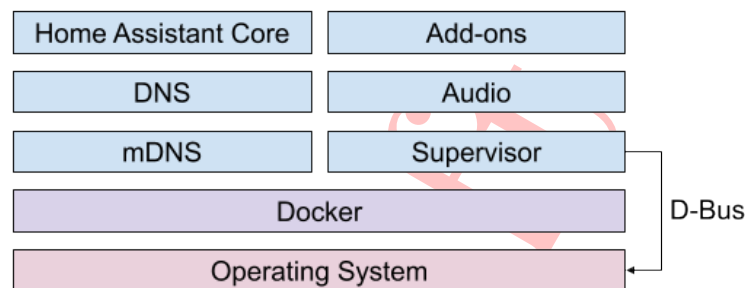 Home Assistant Core
Add-ons
DNS
Audio
mDNS
Supervisor
Docker
D-Bus
Operating System